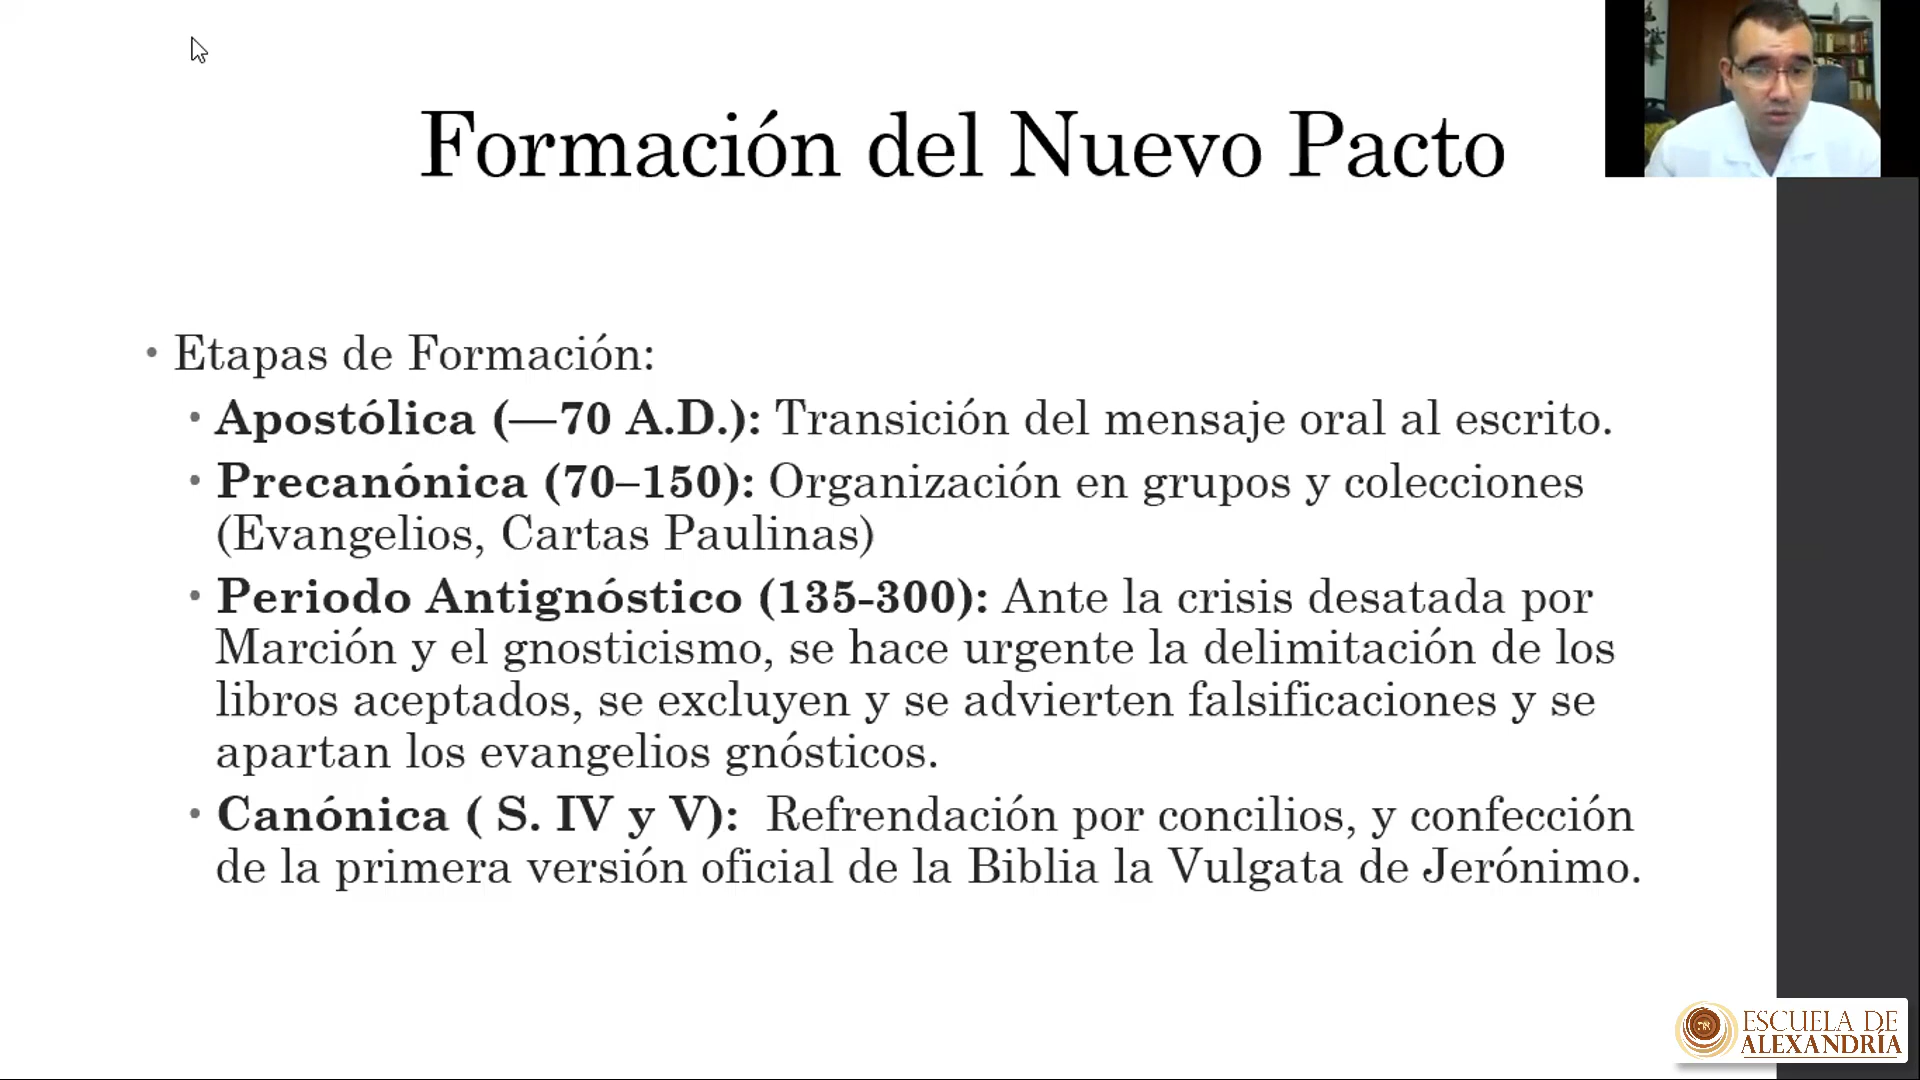 Formación del Nuevo Pacto
• Etapas de Formación:
• Apostólica (—70 A.D.): Transición del mensaje oral al escrito.
• Precanónica (70–150): Organización en grupos y colecciones
(Evangelios, Cartas Paulinas)
• Periodo Antignóstico (135-300): Ante la crisis desatada por
Marción y el gnosticismo, se hace urgente la delimitación de los
libros aceptados, se excluyen y se advierten falsificaciones y se
apartan los evangelios gnósticos.
• Canónica ( S. IV y V):  Refrendación por concilios, y confección
de la primera versión oficial de la Biblia la Vulgata de Jerónimo.
ESCUELA DE
ALEXANDRÍA